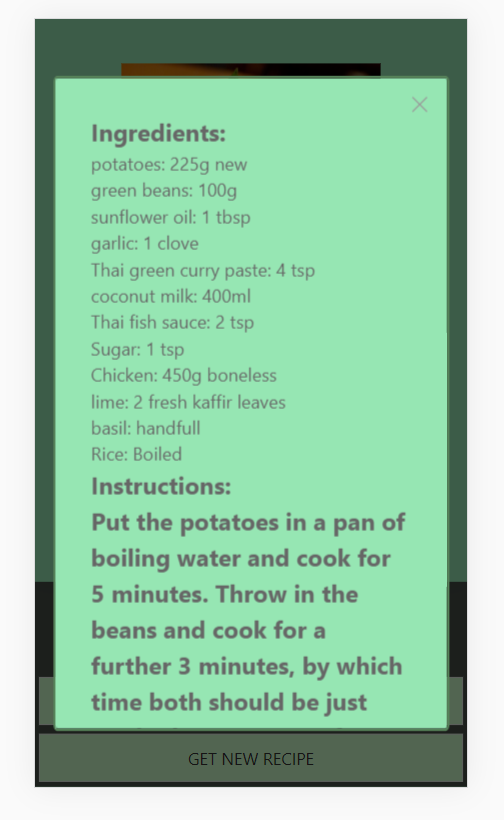 Ingredients:
potatoes: 225g new
green beans: 100g
sunflower oil: 1 tbsp
garlic: 1 clove
Thai green curry paste: 4 tsp
coconut milk: 400ml
Thai fish sauce: 2 tsp
Sugar: 1 tsp
Chicken: 450g boneless
lime: 2 fresh kaffir leaves
basil: handfull
Rice: Boiled
Instructions:
Put the potatoes in a pan of
boiling water and cook for
5 minutes. Throw in the
beans and cook for a
further 3 minutes, by which
time both should be just
GET NEW RECIPE